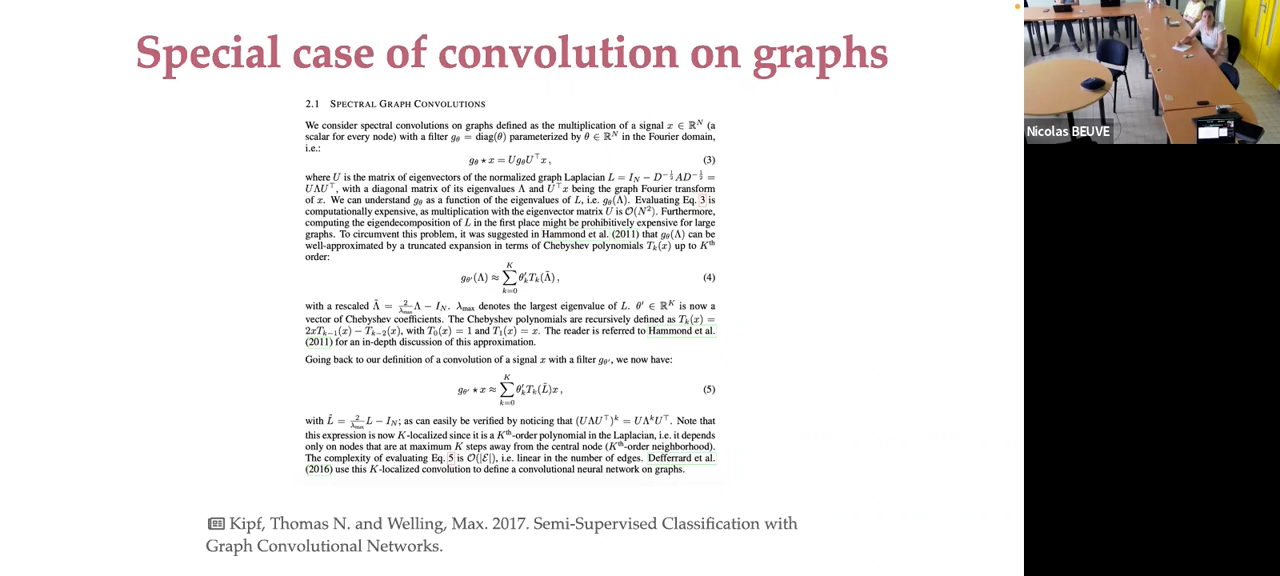 Special case of convolution on graphs
2.1 SPECTRAL GRAPH CONVOLUTIONS
We consider spectral convolutions on graphs defined as the multiplication of a signal x ∈ ℝ^N (a
scalar for every node) with a filter g_θ = diag(θ) parameterized by θ ∈ ℝ^N in the Fourier domain,
i.e.:
g_θ ⋆ x = U g_θ U^⊤ x , (3)
where U is the matrix of eigenvectors of the normalized graph Laplacian L = I_N − D^{-1/2} A D^{-1/2} =
UΛU^⊤, with a diagonal matrix of its eigenvalues Λ and U^⊤x being the graph Fourier transform
of x. We can understand g_θ as a function of the eigenvalues of L, i.e. g_θ(Λ). Evaluating Eq. 3 is
computationally expensive, as multiplication with the eigenvector matrix U is O(N²). Furthermore,
computing the eigendecomposition of L in the first place might be prohibitively expensive for large
graphs. To circumvent this problem, it was suggested in Hammond et al. (2011) that g_θ(Λ) can be
well-approximated by a truncated expansion in terms of Chebyshev polynomials T_k(x) up to K^th
order:
g_θ′(Λ) ≈ ∑_{k=0}^{K} θ′_k T_k(Λ̃) , (4)
with a rescaled Λ̃ = 2/λ_max Λ − I_N. λ_max denotes the largest eigenvalue of L. θ′ ∈ ℝ^K is now a
vector of Chebyshev coefficients. The Chebyshev polynomials are recursively defined as T_k(x) =
2xT_{k−1}(x) − T_{k−2}(x), with T_0(x) = 1 and T_1(x) = x. The reader is referred to Hammond et al.
(2011) for an in-depth discussion of this approximation.
Going back to our definition of a convolution of a signal x with a filter g_θ′, we now have:
g_θ′ ⋆ x ≈ ∑_{k=0}^{K} θ′_k T_k(L̃)x , (5)
with L̃ = 2/λ_max L − I_N; as can easily be verified by noticing that (UΛU^⊤)^k = UΛ^kU^⊤. Note that
this expression is now K-localized since it is a K^th-order polynomial in the Laplacian, i.e. it depends
only on nodes that are at maximum K steps away from the central node (K^th-order neighborhood).
The complexity of evaluating Eq. 5 is O(|E|), i.e. linear in the number of edges. Defferrard et al.
(2016) use this K-localized convolution to define a convolutional neural network on graphs.
Kipf, Thomas N. and Welling, Max. 2017. Semi-Supervised Classification with
Graph Convolutional Networks.
Nicolas BEUVE